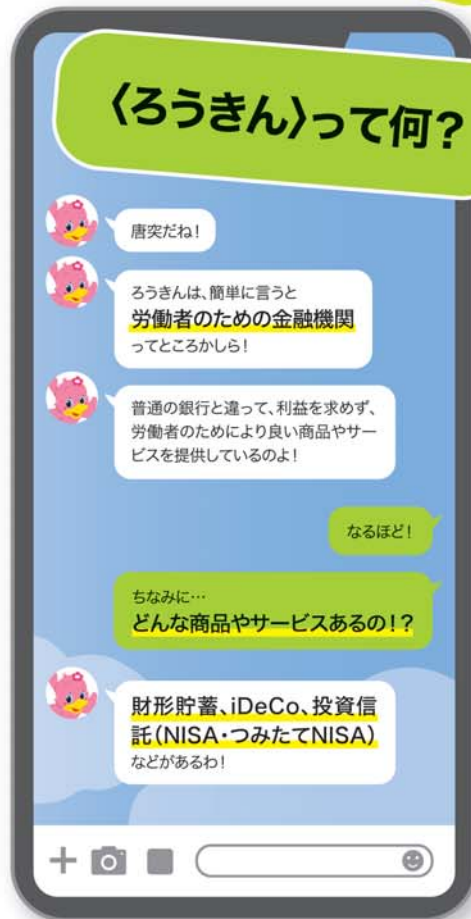 〈ろうきん〉って何?
唐突だね!
ろうきんは、簡単に言うと
労働者のための金融機関
ってところかしら!
普通の銀行と違って、利益を求めず、
労働者のためにより良い商品やサー
ビスを提供しているのよ!
なるほど!
ちなみに…
どんな商品やサービスあるの!?
財形貯蓄、iDeCo、投資信
託(NISA・つみたてNISA)
などがあるわ!